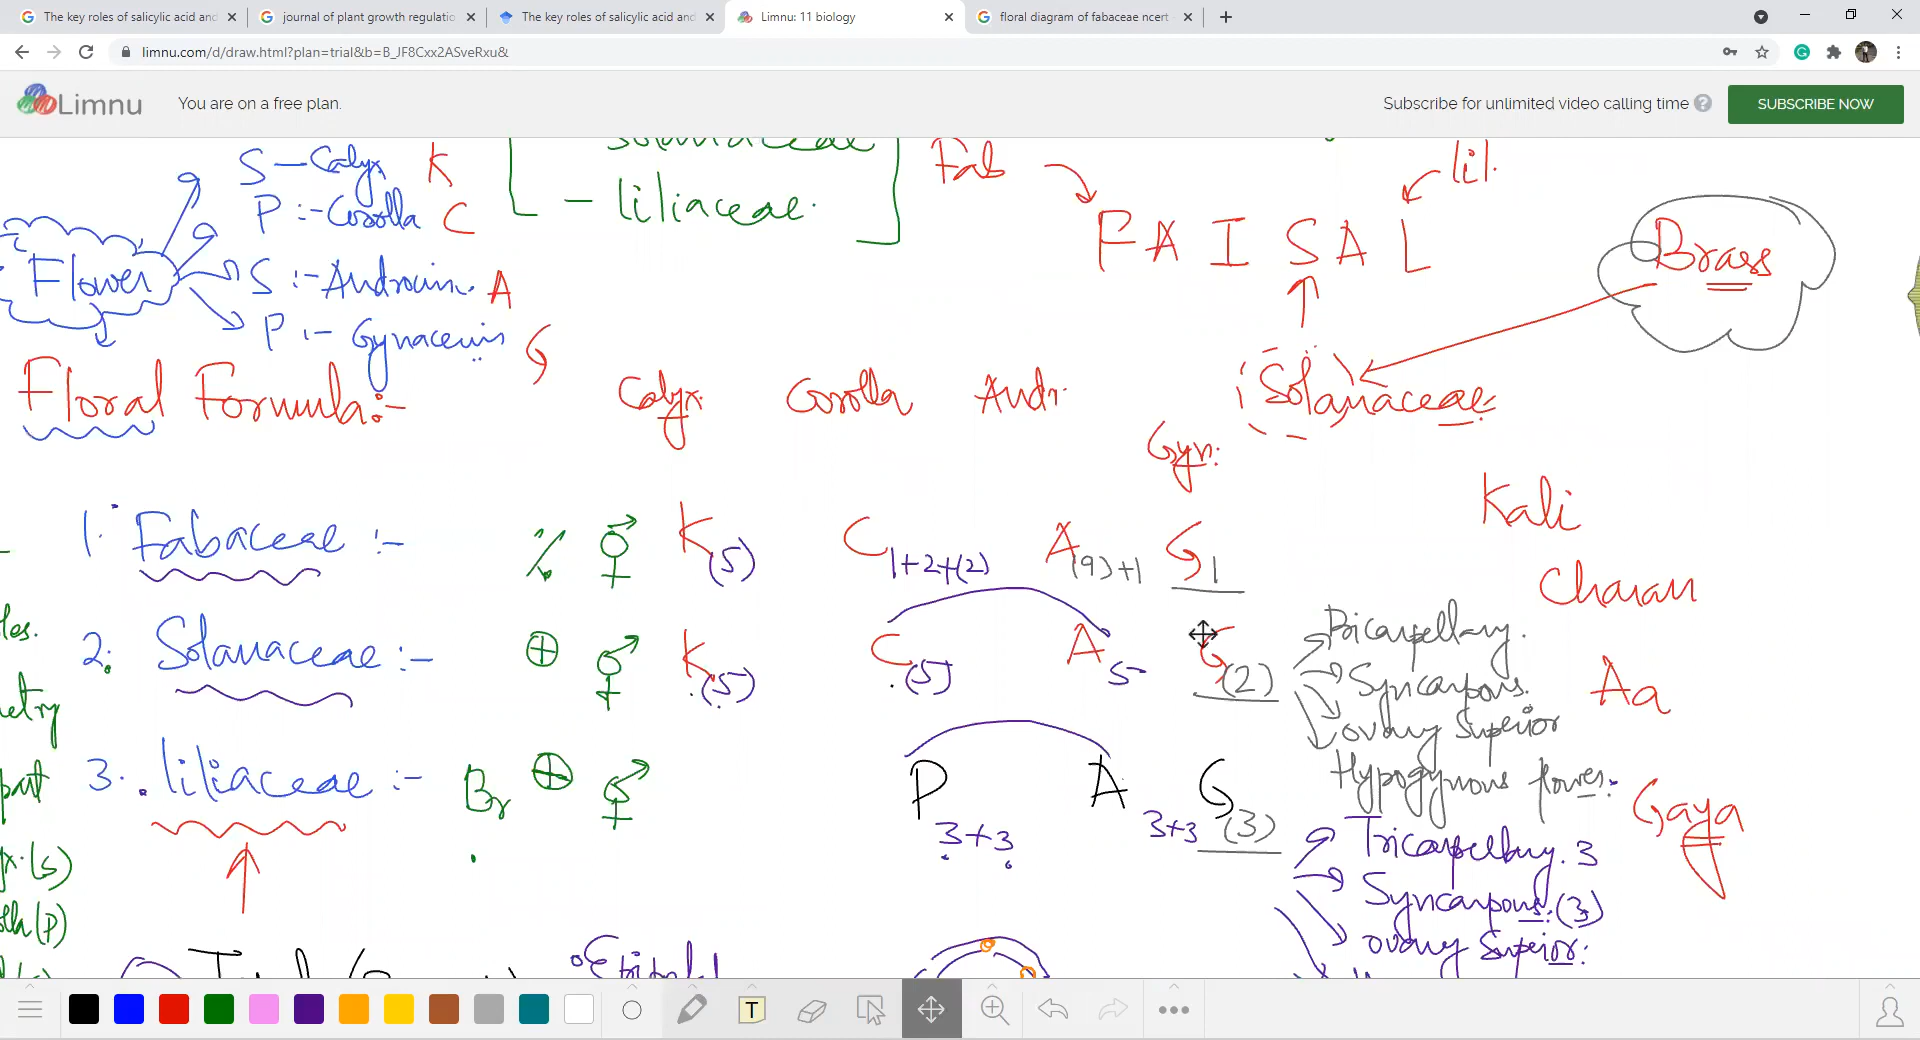 The key roles of salicylic acid and
journal of plant growth regulatio
The key roles of salicylic acid and
Limnu: 11 biology
floral diagram of fabaceae ncert
limnu.com/d/draw.html?plan=trial&b=B_JF8Cxx2ASveRxu&
Limnu
You are on a free plan.
Subscribe for unlimited video calling time
SUBSCRIBE NOW
S - Calyx K
P :- Corolla C
Flower
S :- Androcim. A
P :- Gynaceum G
- liliaceae.
Fab
lil.
F A I S A L
Brass
Solanaceae
Floral Formula:-
Calyx Corolla Andr.
Gyn:
1. Fabaceae :- % ⚥ K(5) C1+2+(2) A(9)+1 G1
2. Solanaceae :- ⊕ ⚥ K(5) C(5) A5 G(2)
3. liliaceae :- Br ⊕ ⚥ P3+3 A3+3 G(3)
Kali
Charan
Aa
Gaya
Bicarpellary.
Syncarpous.
ovary superior
Hypogynous flower.
Tricarpellary. 3
Syncarpous. (3)
ovary superior:
part
T